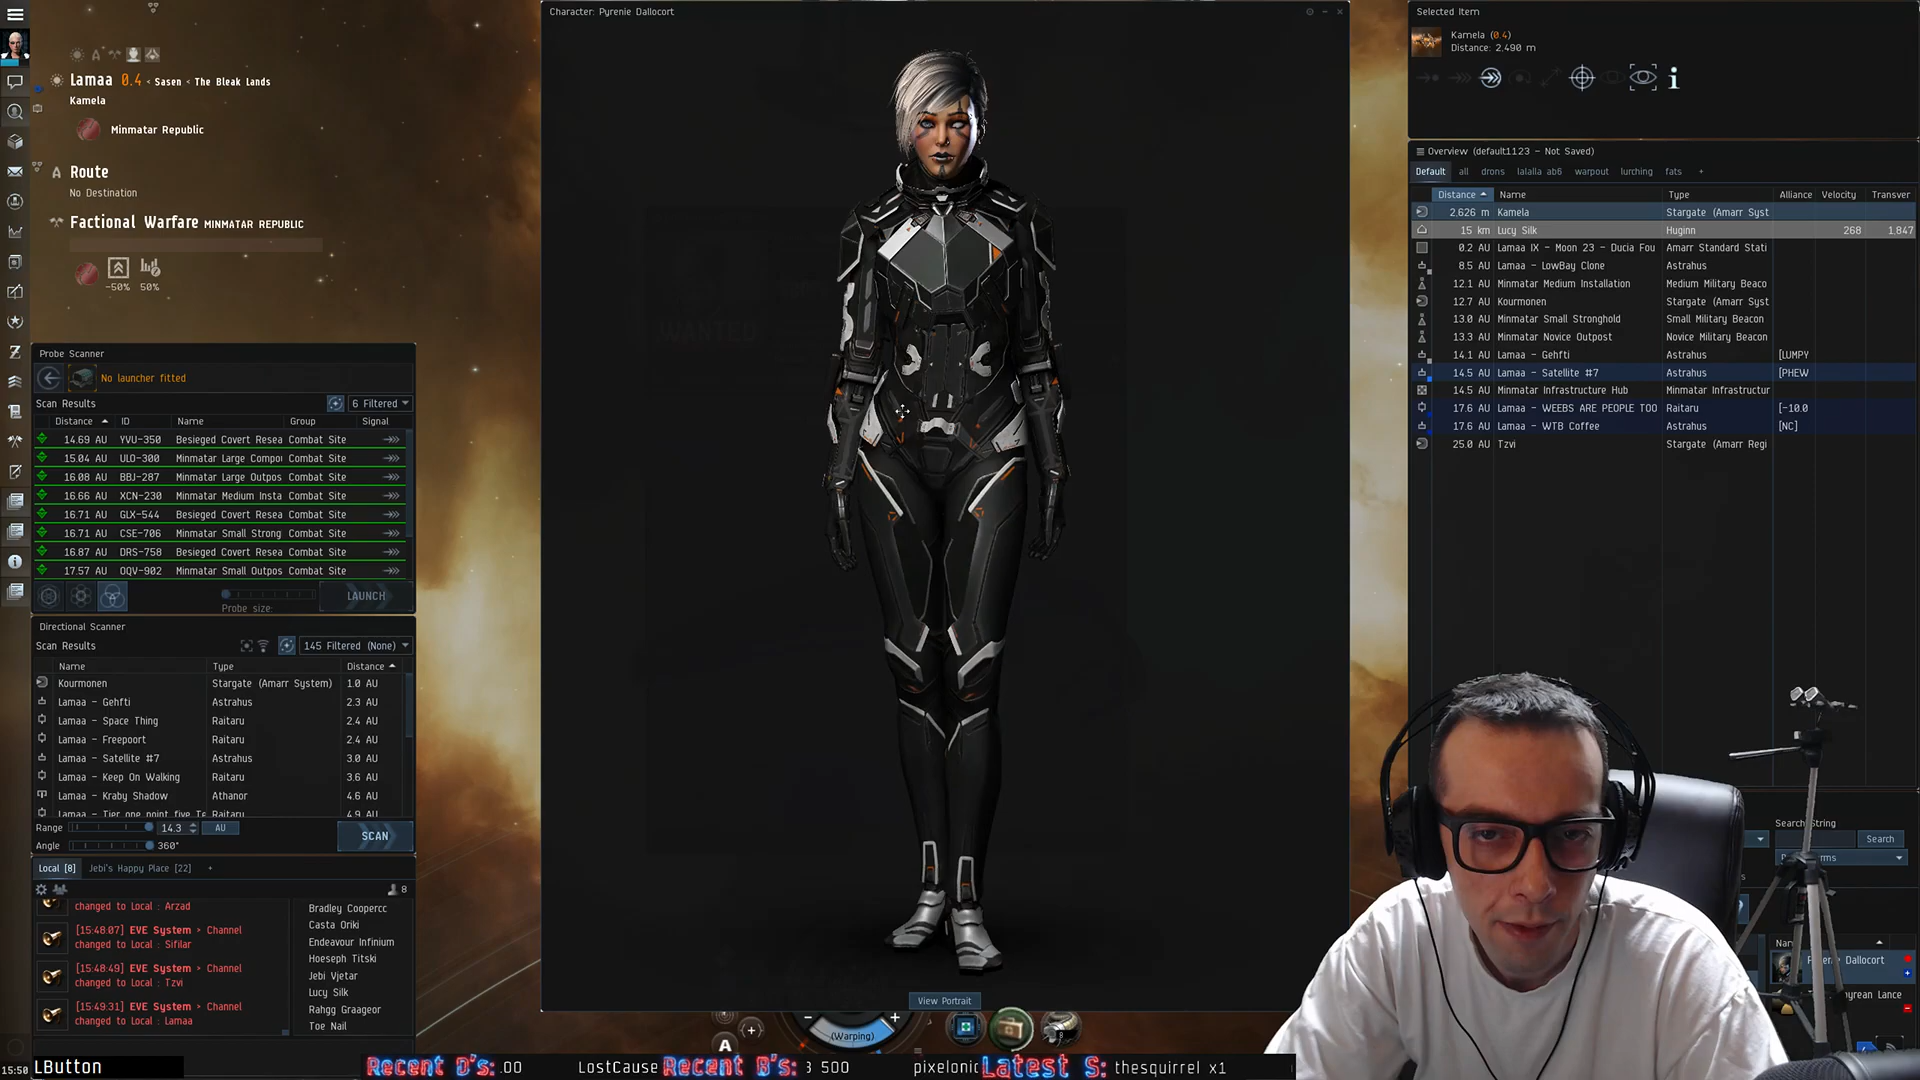 Lamaa 0.4 < Sasen < The Bleak Lands
Kamela
Minmatar Republic
Route
No Destination
Factional Warfare MINMATAR REPUBLIC
-50% 50%
Probe Scanner
No launcher fitted
Scan Results 6 Filtered
Distance ID Name Group Signal
14.69 AU YVU-350 Besieged Covert Resea Combat Site
15.04 AU ULO-300 Minmatar Large Compou Combat Site
16.08 AU BBJ-287 Minmatar Large Outpos Combat Site
16.66 AU XCN-230 Minmatar Medium Insta Combat Site
16.71 AU GLX-544 Besieged Covert Resea Combat Site
16.71 AU CSE-706 Minmatar Small Strong Combat Site
16.87 AU DRS-758 Besieged Covert Resea Combat Site
17.57 AU OQV-902 Minmatar Small Outpos Combat Site
Probe size: LAUNCH
Directional Scanner
Scan Results 145 Filtered (None)
Name Type Distance
Kourmonen Stargate (Amarr System) 1.0 AU
Lamaa - Gehfti Astrahus 2.3 AU
Lamaa - Space Thing Raitaru 2.4 AU
Lamaa - Freepoort Raitaru 2.4 AU
Lamaa - Satellite #7 Astrahus 3.0 AU
Lamaa - Keep On Walking Raitaru 3.6 AU
Lamaa - Kraby Shadow Athanor 4.6 AU
Lamaa - Tier one point five Te Raitaru 4.9 AU
Range 14.3 AU
Angle 360°
SCAN
Local [8] Jebi's Happy Place [22] +
8
changed to Local : Arzad
[15:48:07] EVE System > Channel
changed to Local : Sifilar
[15:48:49] EVE System > Channel
changed to Local : Tzvi
[15:49:31] EVE System > Channel
changed to Local : Lamaa
Bradley Coopercc
Casta Oriki
Endeavour Infinium
Hoeseph Titski
Jebi Vjetar
Lucy Silk
Rahgg Graageor
Toe Nail
15:50 LButton
Character: Pyrenie Dallocort
WANTED
View Portrait
(Warping)
A
Recent D's: .00 LostCause Recent B's: 3 500 pixelonic Latest S: thesquirrel x1
Selected Item
Kamela (0.4)
Distance: 2.490 m
Overview (default1123 - Not Saved)
Default all drons lalalla ab6 warpout lurching fats +
Distance Name Type Alliance Velocity Transver
2,626 m Kamela Stargate (Amarr Syst
15 km Lucy Silk Huginn 268 1.847
0.2 AU Lamaa IX - Moon 23 - Ducia Fou Amarr Standard Stati
8.5 AU Lamaa - LowBay Clone Astrahus
12.1 AU Minmatar Medium Installation Medium Military Beaco
12.7 AU Kourmonen Stargate (Amarr Syst
13.0 AU Minmatar Small Stronghold Small Military Beacon
13.3 AU Minmatar Novice Outpost Novice Military Beacon
14.1 AU Lamaa - Gehfti Astrahus [LUMPY
14.5 AU Lamaa - Satellite #7 Astrahus [PHEW
14.5 AU Minmatar Infrastructure Hub Minmatar Infrastructur
17.6 AU Lamaa - WEEBS ARE PEOPLE TOO Raitaru [-10.0
17.6 AU Lamaa - WTB Coffee Astrahus [NC]
25.0 AU Tzvi Stargate (Amarr Regi
Search String
Search
Dallocort
pyrean Lance